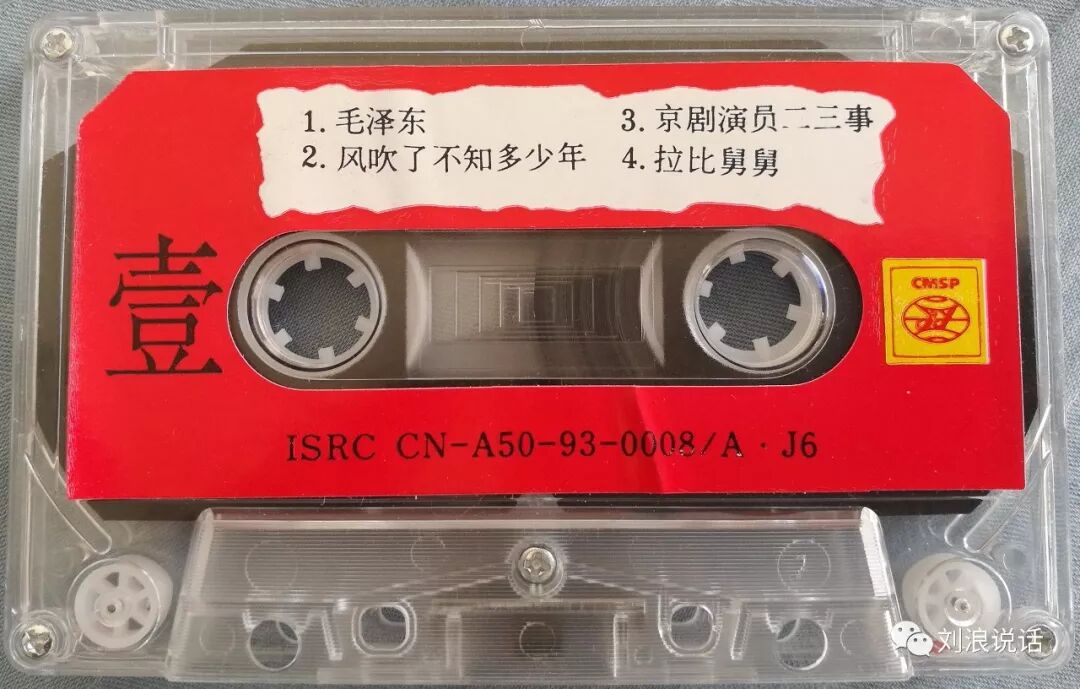 1. 毛泽东
2. 风吹了不知多少年
3. 京剧演员二三事
4. 拉比舅舅
壹
CMSP
ISRC CN-A50-93-0008/A·J6
刘浪说话